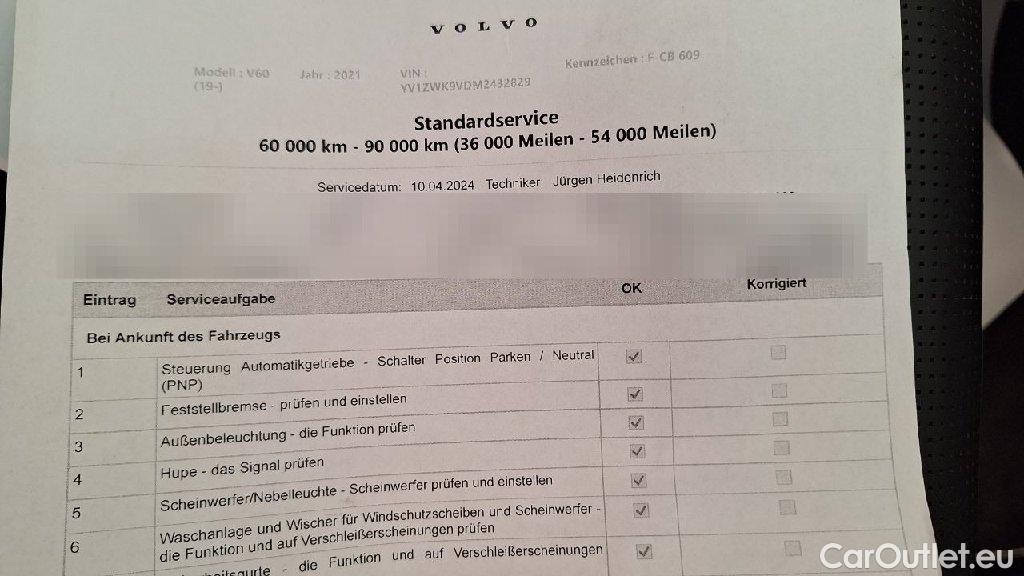 VOLVO
Modell : V60 (19-)
Jahr : 2021
VIN : YV1ZWK9VDM2432829
Kennzeichen : F CB 609
Standardservice
60 000 km - 90 000 km (36 000 Meilen - 54 000 Meilen)
Servicedatum: 10.04.2024 Techniker Jürgen Heidenrich
Eintrag Serviceaufgabe OK Korrigiert
Bei Ankunft des Fahrzeugs
1 Steuerung Automatikgetriebe - Schalter Position Parken / Neutral
(PNP)
2 Feststellbremse - prüfen und einstellen
3 Außenbeleuchtung - die Funktion prüfen
4 Hupe - das Signal prüfen
5 Scheinwerfer/Nebelleuchte - Scheinwerfer prüfen und einstellen
6 Waschanlage und Wischer für Windschutzscheiben und Scheinwerfer -
die Funktion und auf Verschleißerscheinungen prüfen
- die Funktion und auf Verschleißerscheinungen
CarOutlet.eu